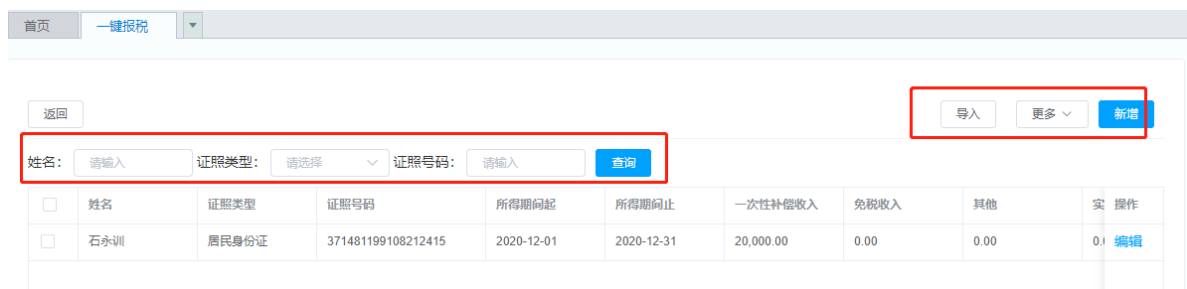 首页 一键报税
返回 导入 更多 新增
姓名： 请输入 证照类型： 请选择 证照号码： 请输入 查询
姓名 证照类型 证照号码 所得期间起 所得期间止 一次性补偿收入 免税收入 其他 实 操作
石永训 居民身份证 371481199108212415 2020-12-01 2020-12-31 20,000.00 0.00 0.00 0.0 编辑